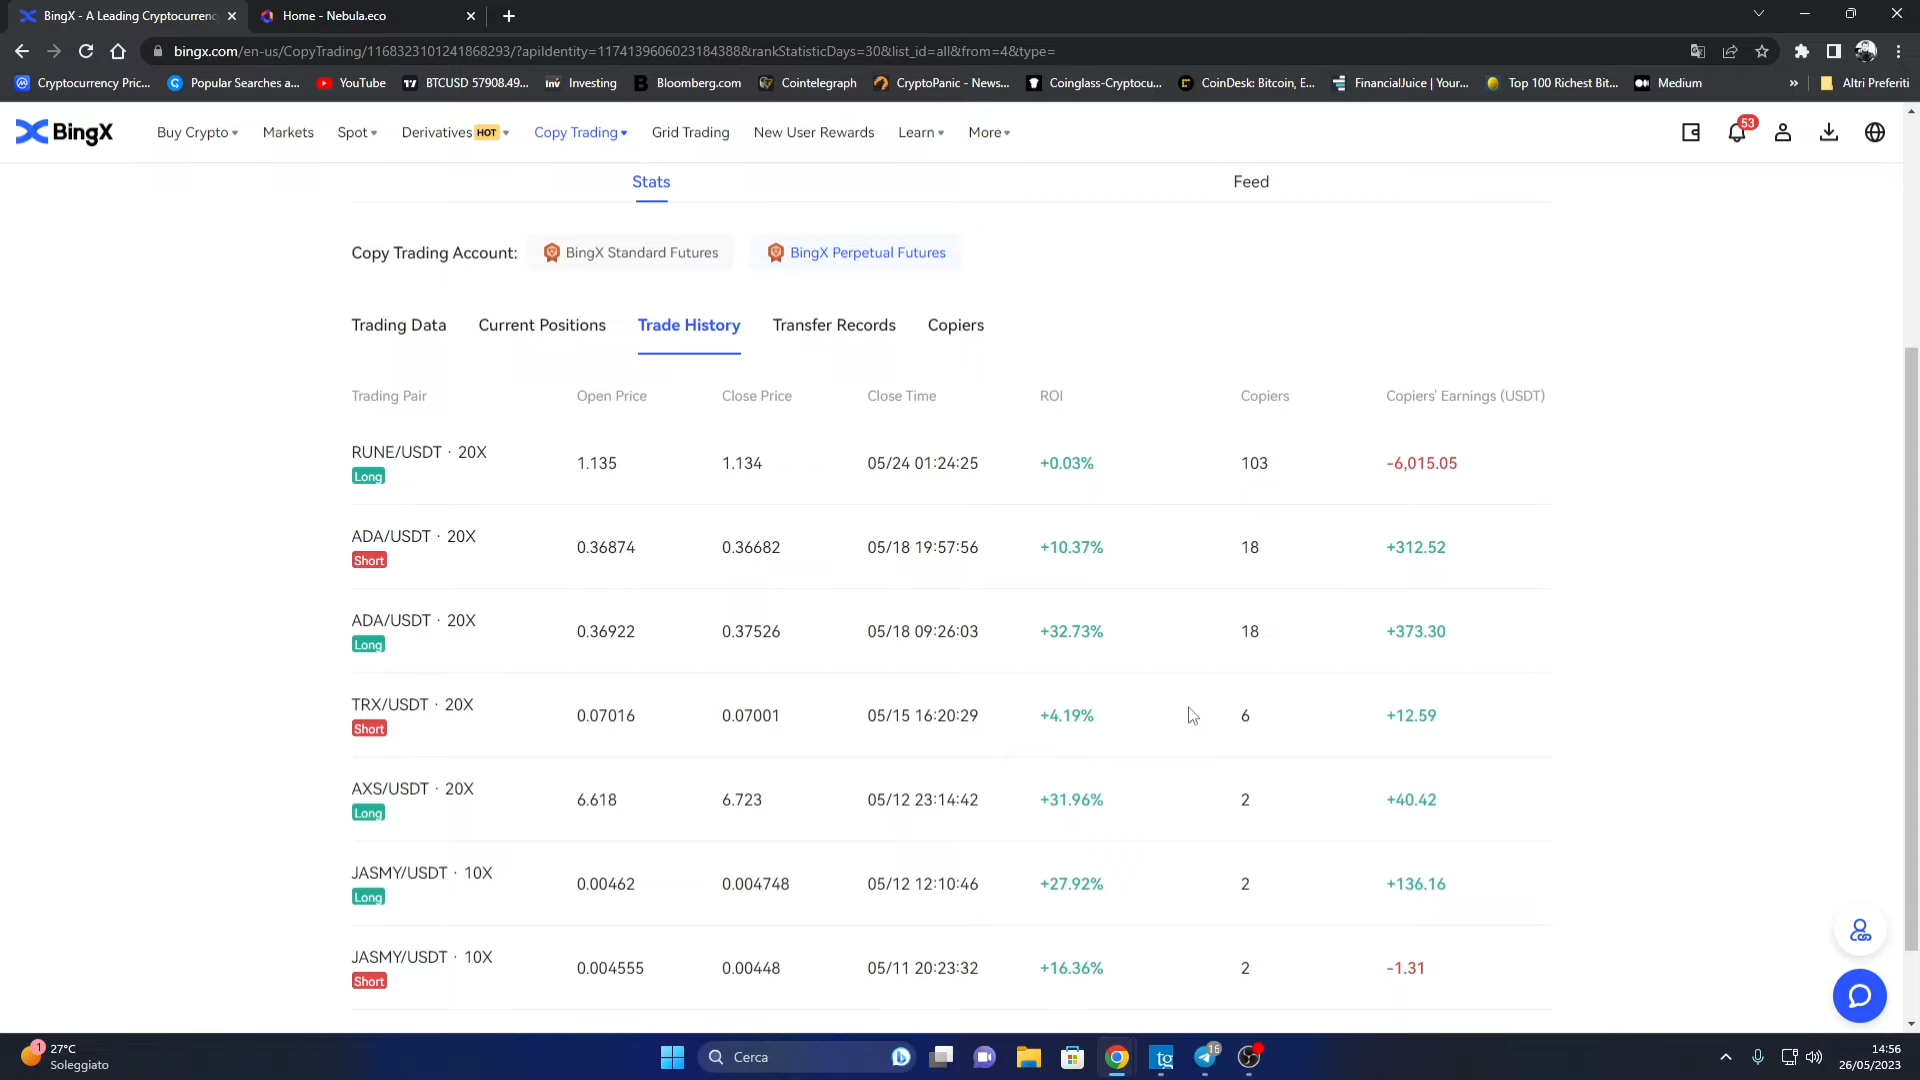 BingX - A Leading Cryptocurrenc
Home - Nebula.eco
bingx.com/en-us/CopyTrading/1168323101241868293/?apiIdentity=1174139606023184388&rankStatisticDays=30&list_id=all&from=4&type=
Cryptocurrency Pric...
Popular Searches a...
YouTube
BTCUSD 57908.49...
Investing
Bloomberg.com
Cointelegraph
CryptoPanic - News...
Coinglass-Cryptocu...
CoinDesk: Bitcoin, E...
FinancialJuice | Your...
Top 100 Richest Bit...
Medium
»
Altri Preferiti
BingX
Buy Crypto
Markets
Spot
Derivatives HOT
Copy Trading
Grid Trading
New User Rewards
Learn
More
53
Stats
Feed
Copy Trading Account:
BingX Standard Futures
BingX Perpetual Futures
Trading Data
Current Positions
Trade History
Transfer Records
Copiers
Trading Pair Open Price Close Price Close Time ROI Copiers Copiers' Earnings (USDT)
RUNE/USDT · 20X
Long
1.135 1.134 05/24 01:24:25 +0.03% 103 -6,015.05
ADA/USDT · 20X
Short
0.36874 0.36682 05/18 19:57:56 +10.37% 18 +312.52
ADA/USDT · 20X
Long
0.36922 0.37526 05/18 09:26:03 +32.73% 18 +373.30
TRX/USDT · 20X
Short
0.07016 0.07001 05/15 16:20:29 +4.19% 6 +12.59
AXS/USDT · 20X
Long
6.618 6.723 05/12 23:14:42 +31.96% 2 +40.42
JASMY/USDT · 10X
Long
0.00462 0.004748 05/12 12:10:46 +27.92% 2 +136.16
JASMY/USDT · 10X
Short
0.004555 0.00448 05/11 20:23:32 +16.36% 2 -1.31
1
27°C
Soleggiato
Cerca
tg
16
14:56
26/05/2023